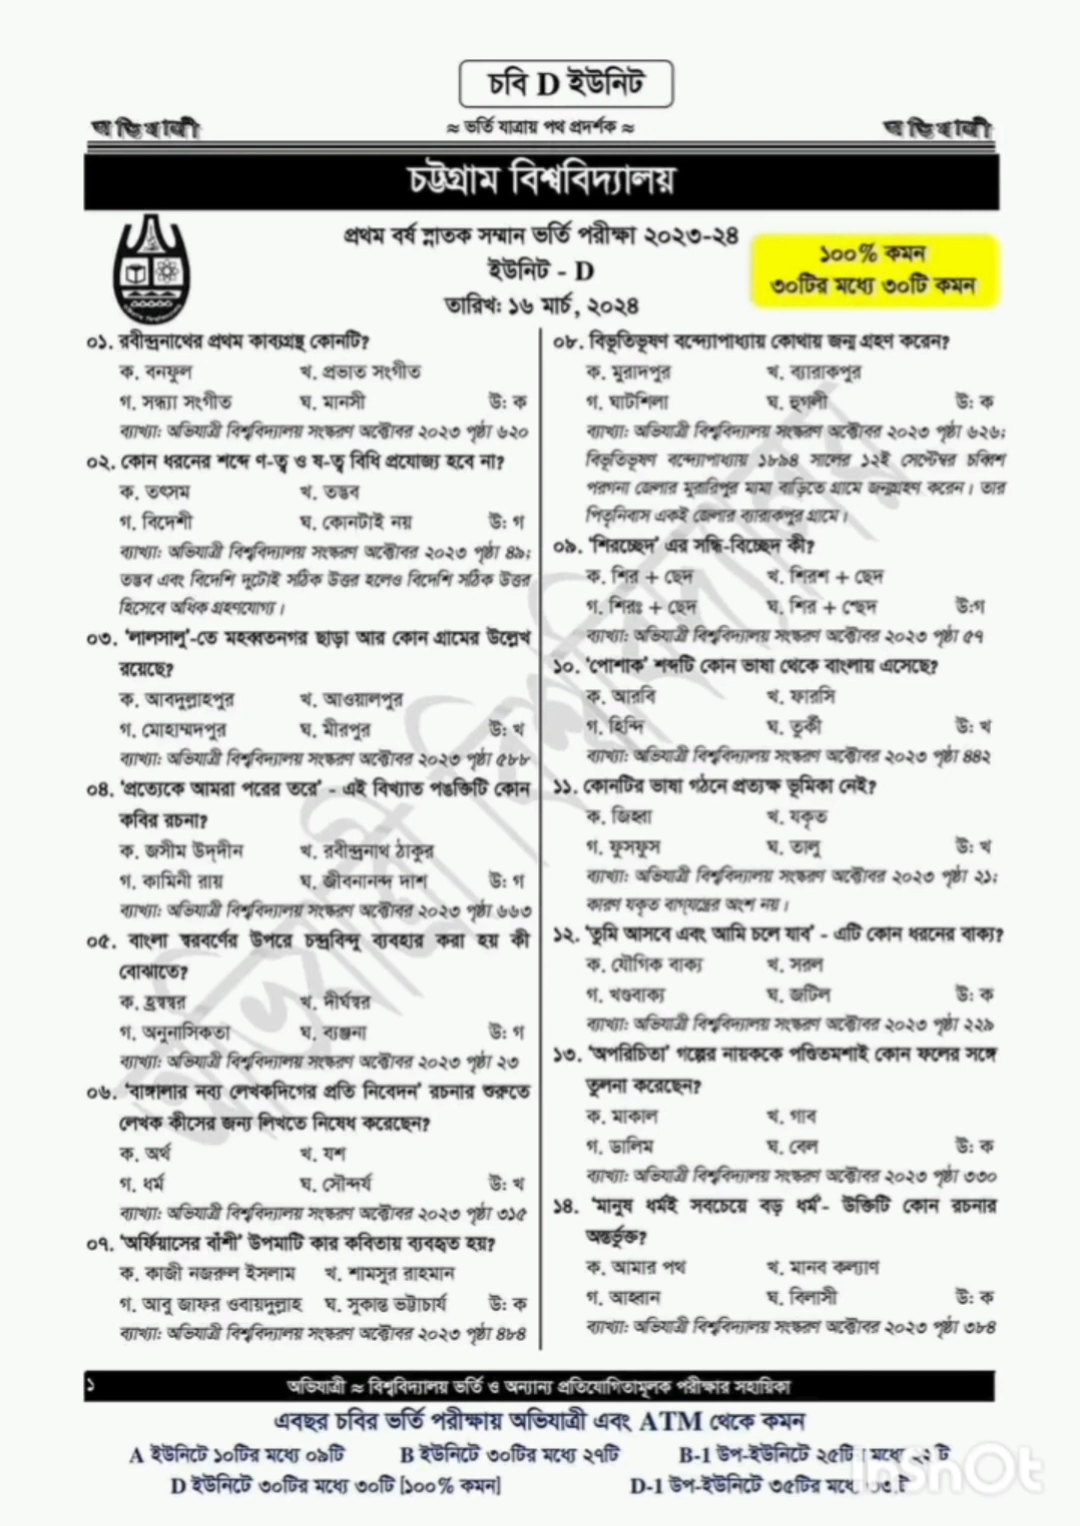 চবি D ইউনিট
অভিযাত্রী
≈ ভর্তি যাত্রায় পথ প্রদর্শক ≈
অভিযাত্রী
চট্টগ্রাম বিশ্ববিদ্যালয়
প্রথম বর্ষ স্নাতক সম্মান ভর্তি পরীক্ষা ২০২৩-২৪
ইউনিট - D
তারিখ: ১৬ মার্চ, ২০২৪
১০০% কমন
৩০টির মধ্যে ৩০টি কমন
০১. রবীন্দ্রনাথের প্রথম কাব্যগ্রন্থ কোনটি?
ক. বনফুল খ. প্রভাত সংগীত
গ. সন্ধ্যা সংগীত ঘ. মানসী উ: ক
ব্যাখ্যা: অভিযাত্রী বিশ্ববিদ্যালয় সংস্করণ অক্টোবর ২০২৩ পৃষ্ঠা ৬২০
০২. কোন ধরনের শব্দে ণ-ত্ব ও ষ-ত্ব বিধি প্রযোজ্য হবে না?
ক. তৎসম খ. তদ্ভব
গ. বিদেশী ঘ. কোনটাই নয় উ: গ
ব্যাখ্যা: অভিযাত্রী বিশ্ববিদ্যালয় সংস্করণ অক্টোবর ২০২৩ পৃষ্ঠা ৪৯;
তদ্ভব এবং বিদেশি দুটোই সঠিক উত্তর হলেও বিদেশি সঠিক উত্তর
হিসেবে অধিক গ্রহণযোগ্য।
০৩. ‘লালসালু’-তে মহব্বতনগর ছাড়া আর কোন গ্রামের উল্লেখ
রয়েছে?
ক. আবদুল্লাহপুর খ. আওয়ালপুর
গ. মোহাম্মদপুর ঘ. মীরপুর উ: খ
ব্যাখ্যা: অভিযাত্রী বিশ্ববিদ্যালয় সংস্করণ অক্টোবর ২০২৩ পৃষ্ঠা ৫৮৮
০৪. ‘প্রত্যেকে আমরা পরের তরে’ - এই বিখ্যাত পঙক্তিটি কোন
কবির রচনা?
ক. জসীম উদ্দীন খ. রবীন্দ্রনাথ ঠাকুর
গ. কামিনী রায় ঘ. জীবনানন্দ দাশ উ: গ
ব্যাখ্যা: অভিযাত্রী বিশ্ববিদ্যালয় সংস্করণ অক্টোবর ২০২৩ পৃষ্ঠা ৬৬৩
০৫. বাংলা স্বরবর্ণের উপরে চন্দ্রবিন্দু ব্যবহার করা হয় কী
বোঝাতে?
ক. হ্রস্বস্বর খ. দীর্ঘস্বর
গ. অনুনাসিকতা ঘ. ব্যঞ্জনা উ: গ
ব্যাখ্যা: অভিযাত্রী বিশ্ববিদ্যালয় সংস্করণ অক্টোবর ২০২৩ পৃষ্ঠা ২৩
০৬. ‘বাঙ্গালার নব্য লেখকদিগের প্রতি নিবেদন’ রচনার শুরুতে
লেখক কীসের জন্য লিখতে নিষেধ করেছেন?
ক. অর্থ খ. যশ
গ. ধর্ম ঘ. সৌন্দর্য উ: খ
ব্যাখ্যা: অভিযাত্রী বিশ্ববিদ্যালয় সংস্করণ অক্টোবর ২০২৩ পৃষ্ঠা ৩১৫
০৭. ‘অর্ফিয়াসের বাঁশী’ উপমাটি কার কবিতায় ব্যবহৃত হয়?
ক. কাজী নজরুল ইসলাম খ. শামসুর রাহমান
গ. আবু জাফর ওবায়দুল্লাহ ঘ. সুকান্ত ভট্টাচার্য উ: ক
ব্যাখ্যা: অভিযাত্রী বিশ্ববিদ্যালয় সংস্করণ অক্টোবর ২০২৩ পৃষ্ঠা ৪৮৪
০৮. বিভূতিভূষণ বন্দ্যোপাধ্যায় কোথায় জন্ম গ্রহণ করেন?
ক. মুরাদপুর খ. ব্যারাকপুর
গ. ঘাটশিলা ঘ. হুগলী উ: ক
ব্যাখ্যা: অভিযাত্রী বিশ্ববিদ্যালয় সংস্করণ অক্টোবর ২০২৩ পৃষ্ঠা ৬২৬;
বিভূতিভূষণ বন্দ্যোপাধ্যায় ১৮৯৪ সালের ১২ই সেপ্টেম্বর চব্বিশ
পরগনা জেলার মুরারিপুর মামা বাড়িতে গ্রামে জন্মগ্রহণ করেন। তার
পিতৃনিবাস একই জেলার ব্যারাকপুর গ্রামে।
০৯. ‘শিরচ্ছেদ’ এর সন্ধি-বিচ্ছেদ কী?
ক. শির + ছেদ খ. শিরশ + ছেদ
গ. শিরঃ + ছেদ ঘ. শির + শ্ছেদ উ:গ
ব্যাখ্যা: অভিযাত্রী বিশ্ববিদ্যালয় সংস্করণ অক্টোবর ২০২৩ পৃষ্ঠা ৫৭
১০. ‘পোশাক’ শব্দটি কোন ভাষা থেকে বাংলায় এসেছে?
ক. আরবি খ. ফারসি
গ. হিন্দি ঘ. তুর্কী উ: খ
ব্যাখ্যা: অভিযাত্রী বিশ্ববিদ্যালয় সংস্করণ অক্টোবর ২০২৩ পৃষ্ঠা ৪৪২
১১. কোনটির ভাষা গঠনে প্রত্যক্ষ ভূমিকা নেই?
ক. জিহ্বা খ. যকৃত
গ. ফুসফুস ঘ. তালু উ: খ
ব্যাখ্যা: অভিযাত্রী বিশ্ববিদ্যালয় সংস্করণ অক্টোবর ২০২৩ পৃষ্ঠা ২১;
কারণ যকৃত বাগ্‌যন্ত্রের অংশ নয়।
১২. ‘তুমি আসবে এবং আমি চলে যাব’ - এটি কোন ধরনের বাক্য?
ক. যৌগিক বাক্য খ. সরল
গ. খণ্ডবাক্য ঘ. জটিল উ: ক
ব্যাখ্যা: অভিযাত্রী বিশ্ববিদ্যালয় সংস্করণ অক্টোবর ২০২৩ পৃষ্ঠা ২২৯
১৩. ‘অপরিচিতা’ গল্পের নায়ককে পণ্ডিতমশাই কোন ফলের সঙ্গে
তুলনা করেছেন?
ক. মাকাল খ. গাব
গ. ডালিম ঘ. বেল উ: ক
ব্যাখ্যা: অভিযাত্রী বিশ্ববিদ্যালয় সংস্করণ অক্টোবর ২০২৩ পৃষ্ঠা ৩৩০
১৪. ‘মানুষ ধর্মই সবচেয়ে বড় ধর্ম’- উক্তিটি কোন রচনার
অন্তর্ভুক্ত?
ক. আমার পথ খ. মানব কল্যাণ
গ. আহ্বান ঘ. বিলাসী উ: ক
ব্যাখ্যা: অভিযাত্রী বিশ্ববিদ্যালয় সংস্করণ অক্টোবর ২০২৩ পৃষ্ঠা ৩৮৪
অভিযাত্রী বিশ্ববিদ্যালয়
১ অভিযাত্রী ≈ বিশ্ববিদ্যালয় ভর্তি ও অন্যান্য প্রতিযোগিতামূলক পরীক্ষার সহায়িকা
এবছর চবির ভর্তি পরীক্ষায় অভিযাত্রী এবং ATM থেকে কমন
A ইউনিটে ১০টির মধ্যে ০৯টি B ইউনিটে ৩০টির মধ্যে ২৭টি B-1 উপ-ইউনিটে ২৫টির মধ্যে ২২টি
D ইউনিটে ৩০টির মধ্যে ৩০টি [১০০% কমন] D-1 উপ-ইউনিটে ৩৫টির মধ্যে
InShOt